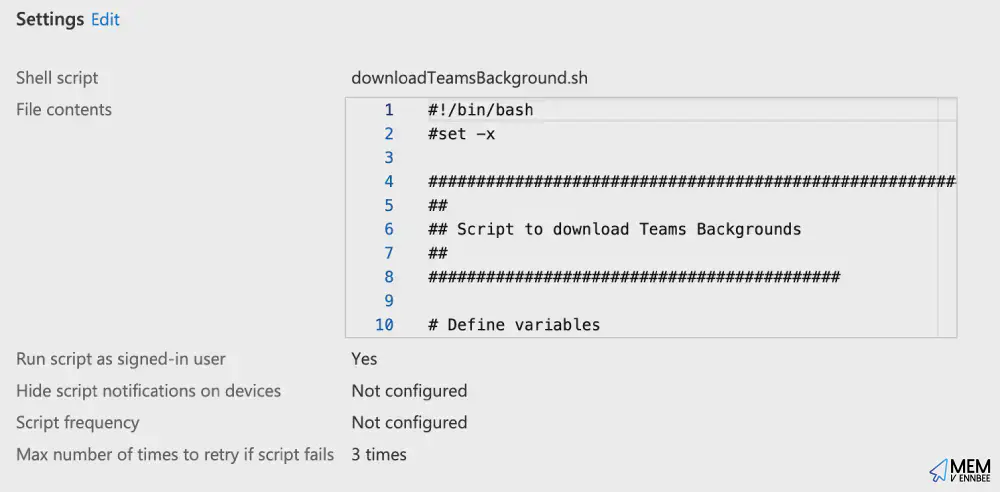 Settings Edit
Shell script downloadTeamsBackground.sh
File contents
1 #!/bin/bash
2 #set -x
3
4 #######################################################
5 ##
6 ## Script to download Teams Backgrounds
7 ##
8 ###########################################
9
10 # Define variables
Run script as signed-in user Yes
Hide script notifications on devices Not configured
Script frequency Not configured
Max number of times to retry if script fails 3 times
MEM
V ENNBEE